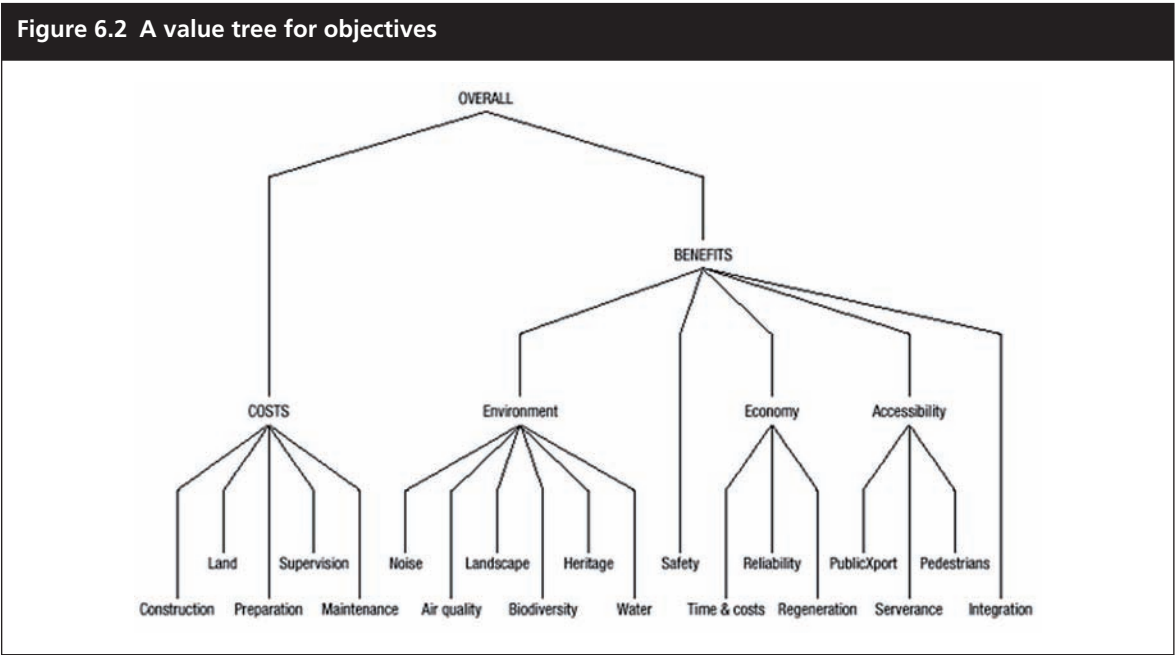 Figure 6.2 A value tree for objectives
OVERALL
BENEFITS
COSTS Environment Economy Accessibility
Land Supervision Noise Landscape Heritage Safety Reliability PublicXport Pedestrians
Construction Preparation Maintenance Air quality Biodiversity Water Time & costs Regeneration Serverance Integration